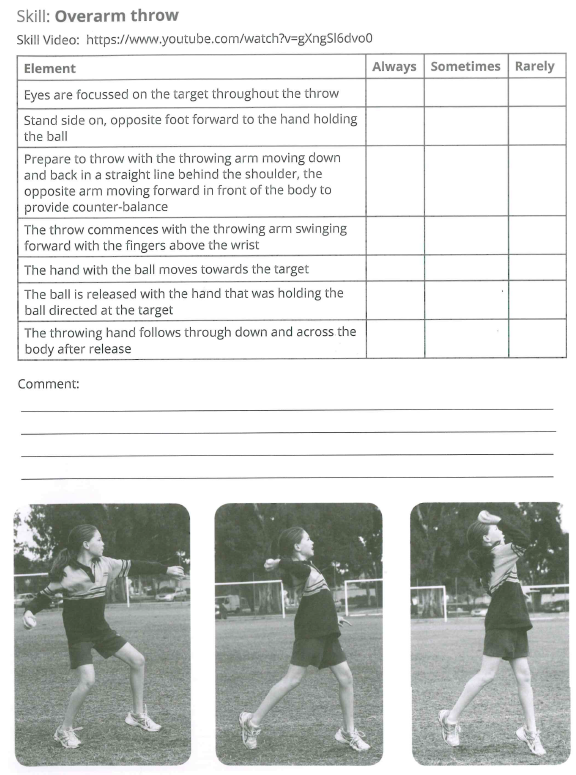 Skill: Overarm throw
Skill Video: https://www.youtube.com/watch?v=gXngSl6dvo0
Element Always Sometimes Rarely
Eyes are focussed on the target throughout the throw
Stand side on, opposite foot forward to the hand holding
the ball
Prepare to throw with the throwing arm moving down
and back in a straight line behind the shoulder, the
opposite arm moving forward in front of the body to
provide counter-balance
The throw commences with the throwing arm swinging
forward with the fingers above the wrist
The hand with the ball moves towards the target
The ball is released with the hand that was holding the
ball directed at the target
The throwing hand follows through down and across the
body after release
Comment: